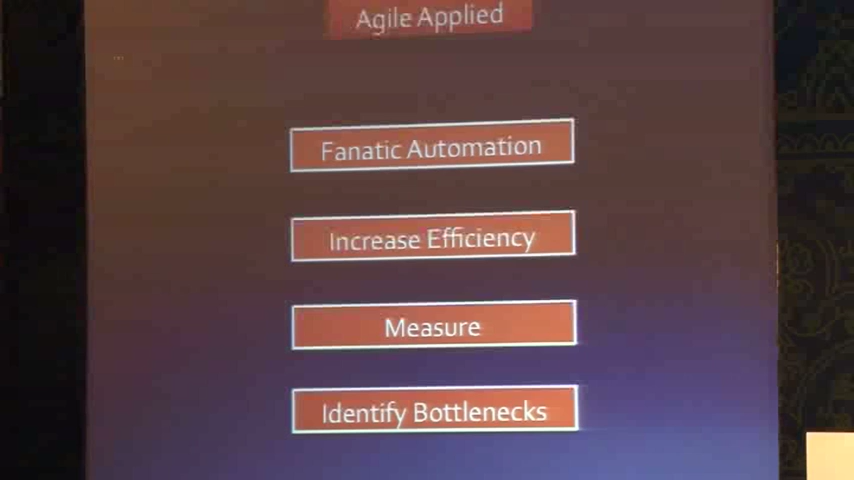 Agile Applied
Fanatic Automation
Increase Efficiency
Measure
Identify Bottlenecks